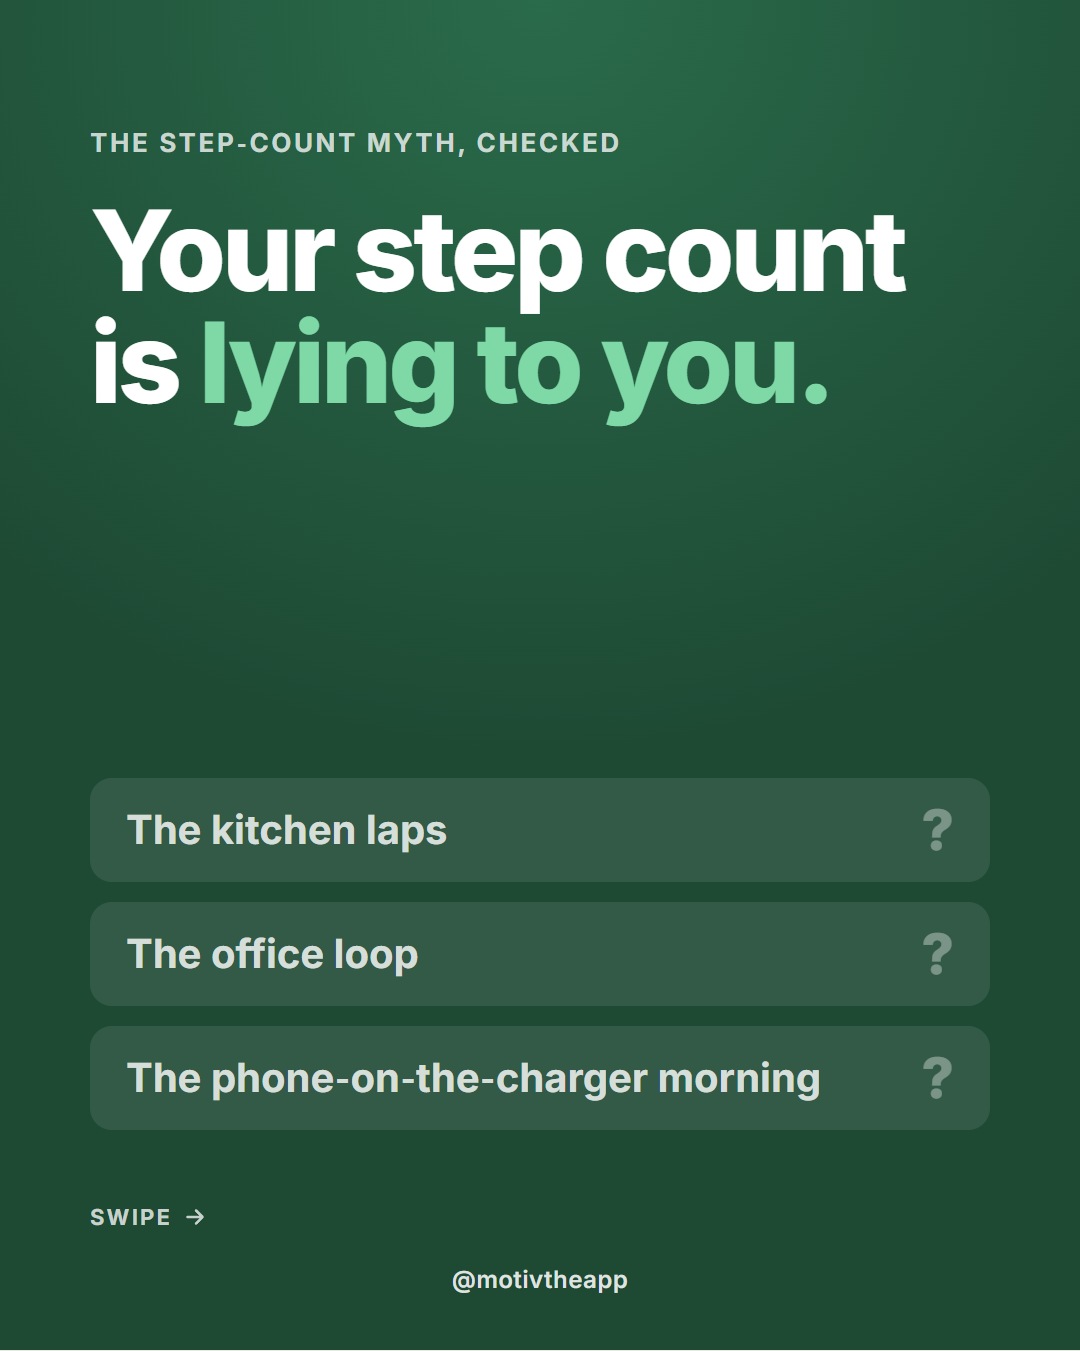 THE STEP-COUNT MYTH, CHECKED
Your step count
is lying to you.
The kitchen laps ?
The office loop ?
The phone-on-the-charger morning ?
SWIPE →
@motivtheapp